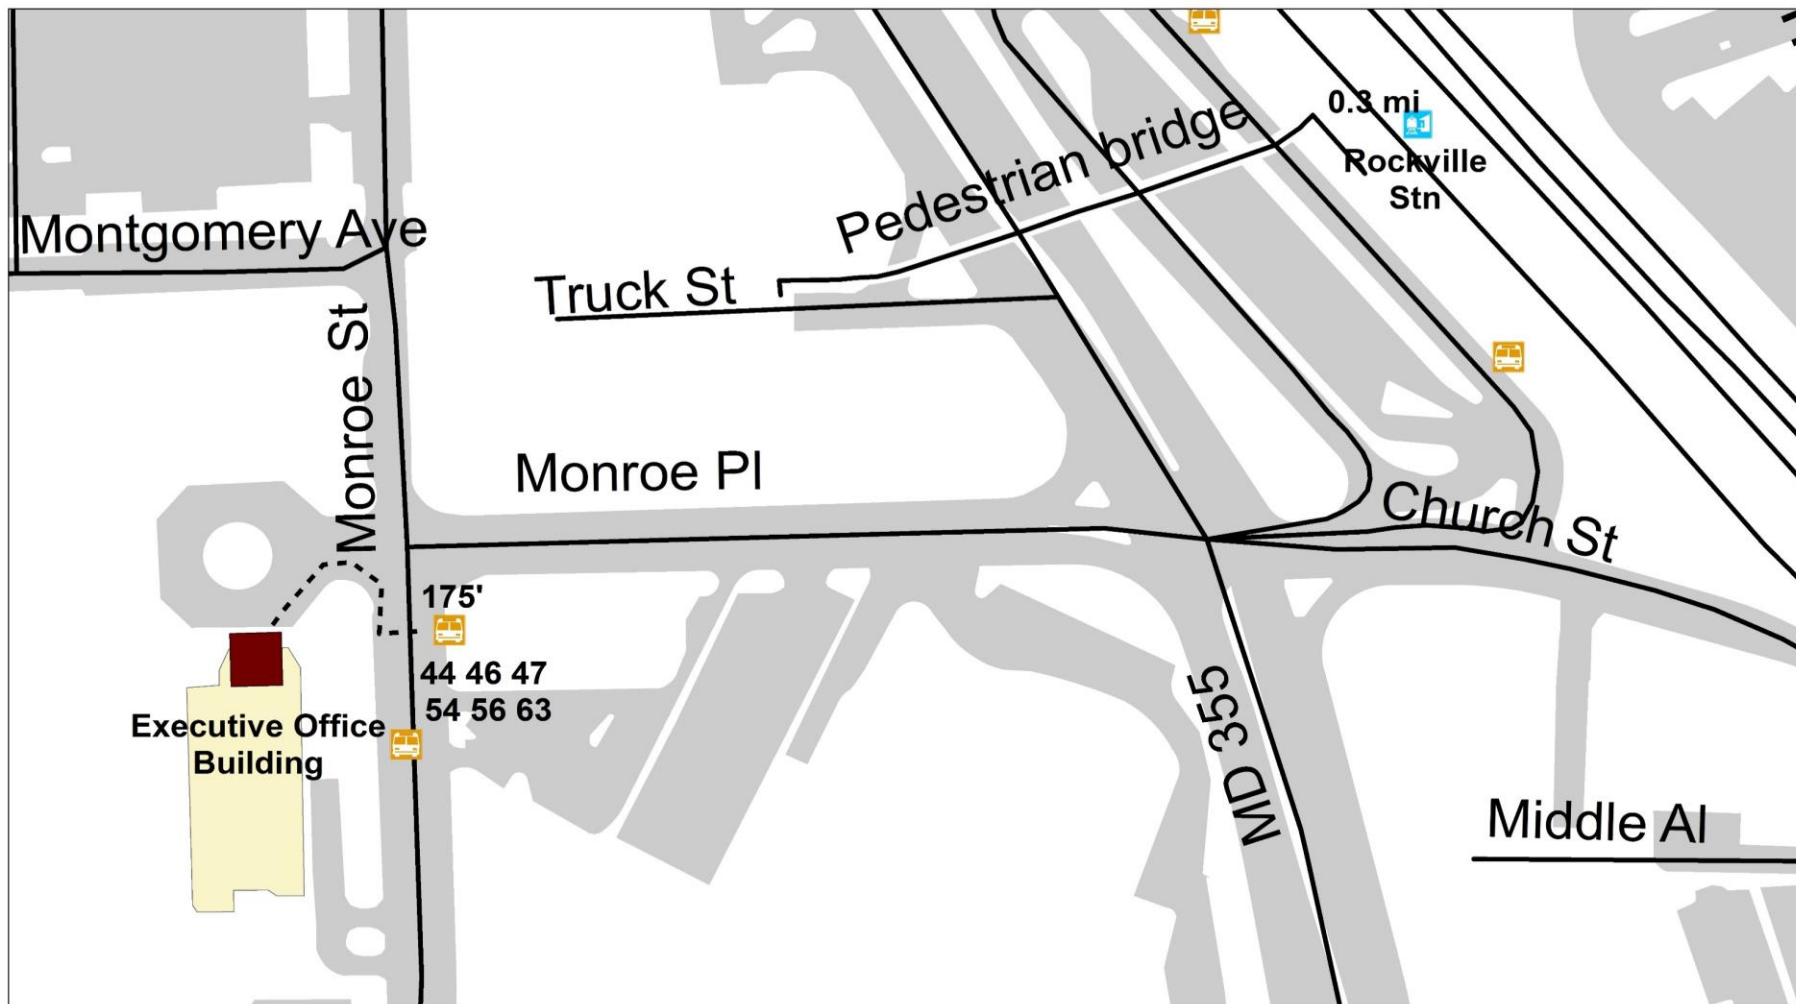 0.3 mi
Pedestrian bridge
Rockville
Stn
Montgomery Ave
Truck St
Monroe St
Monroe Pl
Church St
175'
44 46 47
54 56 63
MD 355
Executive Office
Building
Middle Al